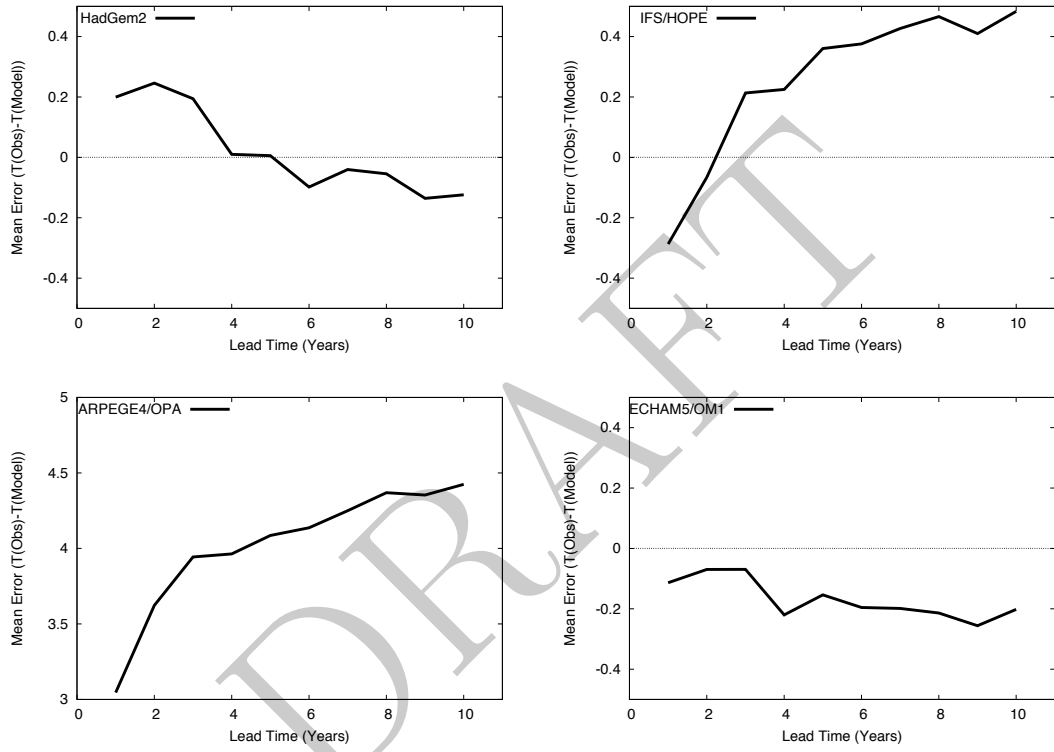 HadGem2
0.4
0.2
0
-0.2
-0.4
0 2 4 6 8 10
Mean Error (T(Obs)-T(Model))
Lead Time (Years)
IFS/HOPE
0.4
0.2
0
-0.2
-0.4
0 2 4 6 8 10
Mean Error (T(Obs)-T(Model))
Lead Time (Years)
ARPEGE4/OPA
5
4.5
4
3.5
3
0 2 4 6 8 10
Mean Error (T(Obs)-T(Model))
Lead Time (Years)
ECHAM5/OM1
0.4
0.2
0
-0.2
-0.4
0 2 4 6 8 10
Mean Error (T(Obs)-T(Model))
Lead Time (Years)
DRAFT